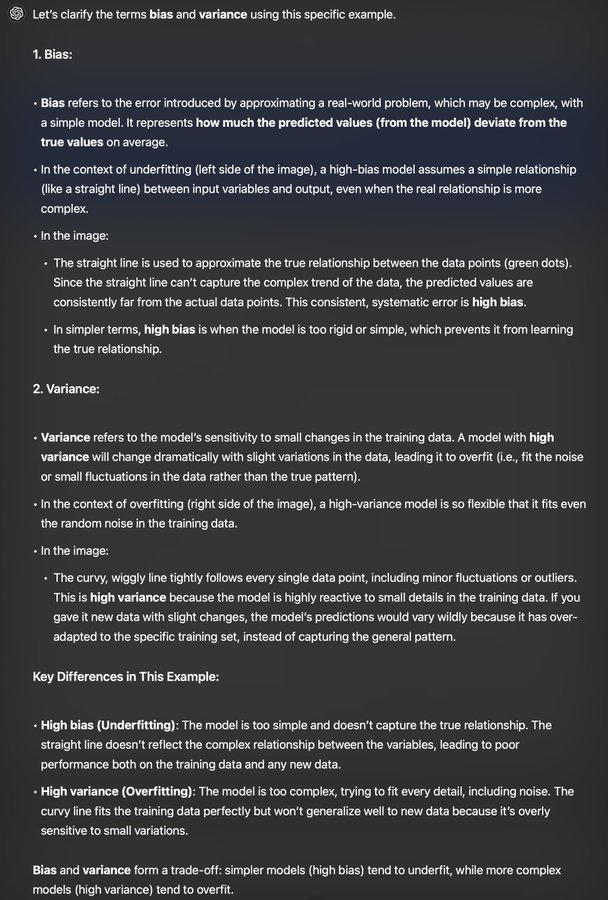 Let's clarify the terms bias and variance using this specific example.
1. Bias:
• Bias refers to the error introduced by approximating a real-world problem, which may be complex, with
a simple model. It represents how much the predicted values (from the model) deviate from the
true values on average.
• In the context of underfitting (left side of the image), a high-bias model assumes a simple relationship
(like a straight line) between input variables and output, even when the real relationship is more
complex.
• In the image:
• The straight line is used to approximate the true relationship between the data points (green dots).
Since the straight line can't capture the complex trend of the data, the predicted values are
consistently far from the actual data points. This consistent, systematic error is high bias.
• In simpler terms, high bias is when the model is too rigid or simple, which prevents it from learning
the true relationship.
2. Variance:
• Variance refers to the model's sensitivity to small changes in the training data. A model with high
variance will change dramatically with slight variations in the data, leading it to overfit (i.e., fit the noise
or small fluctuations in the data rather than the true pattern).
• In the context of overfitting (right side of the image), a high-variance model is so flexible that it fits even
the random noise in the training data.
• In the image:
• The curvy, wiggly line tightly follows every single data point, including minor fluctuations or outliers.
This is high variance because the model is highly reactive to small details in the training data. If you
gave it new data with slight changes, the model's predictions would vary wildly because it has over-
adapted to the specific training set, instead of capturing the general pattern.
Key Differences in This Example:
• High bias (Underfitting): The model is too simple and doesn't capture the true relationship. The
straight line doesn't reflect the complex relationship between the variables, leading to poor
performance both on the training data and any new data.
• High variance (Overfitting): The model is too complex, trying to fit every detail, including noise. The
curvy line fits the training data perfectly but won't generalize well to new data because it's overly
sensitive to small variations.
Bias and variance form a trade-off: simpler models (high bias) tend to underfit, while more complex
models (high variance) tend to overfit.